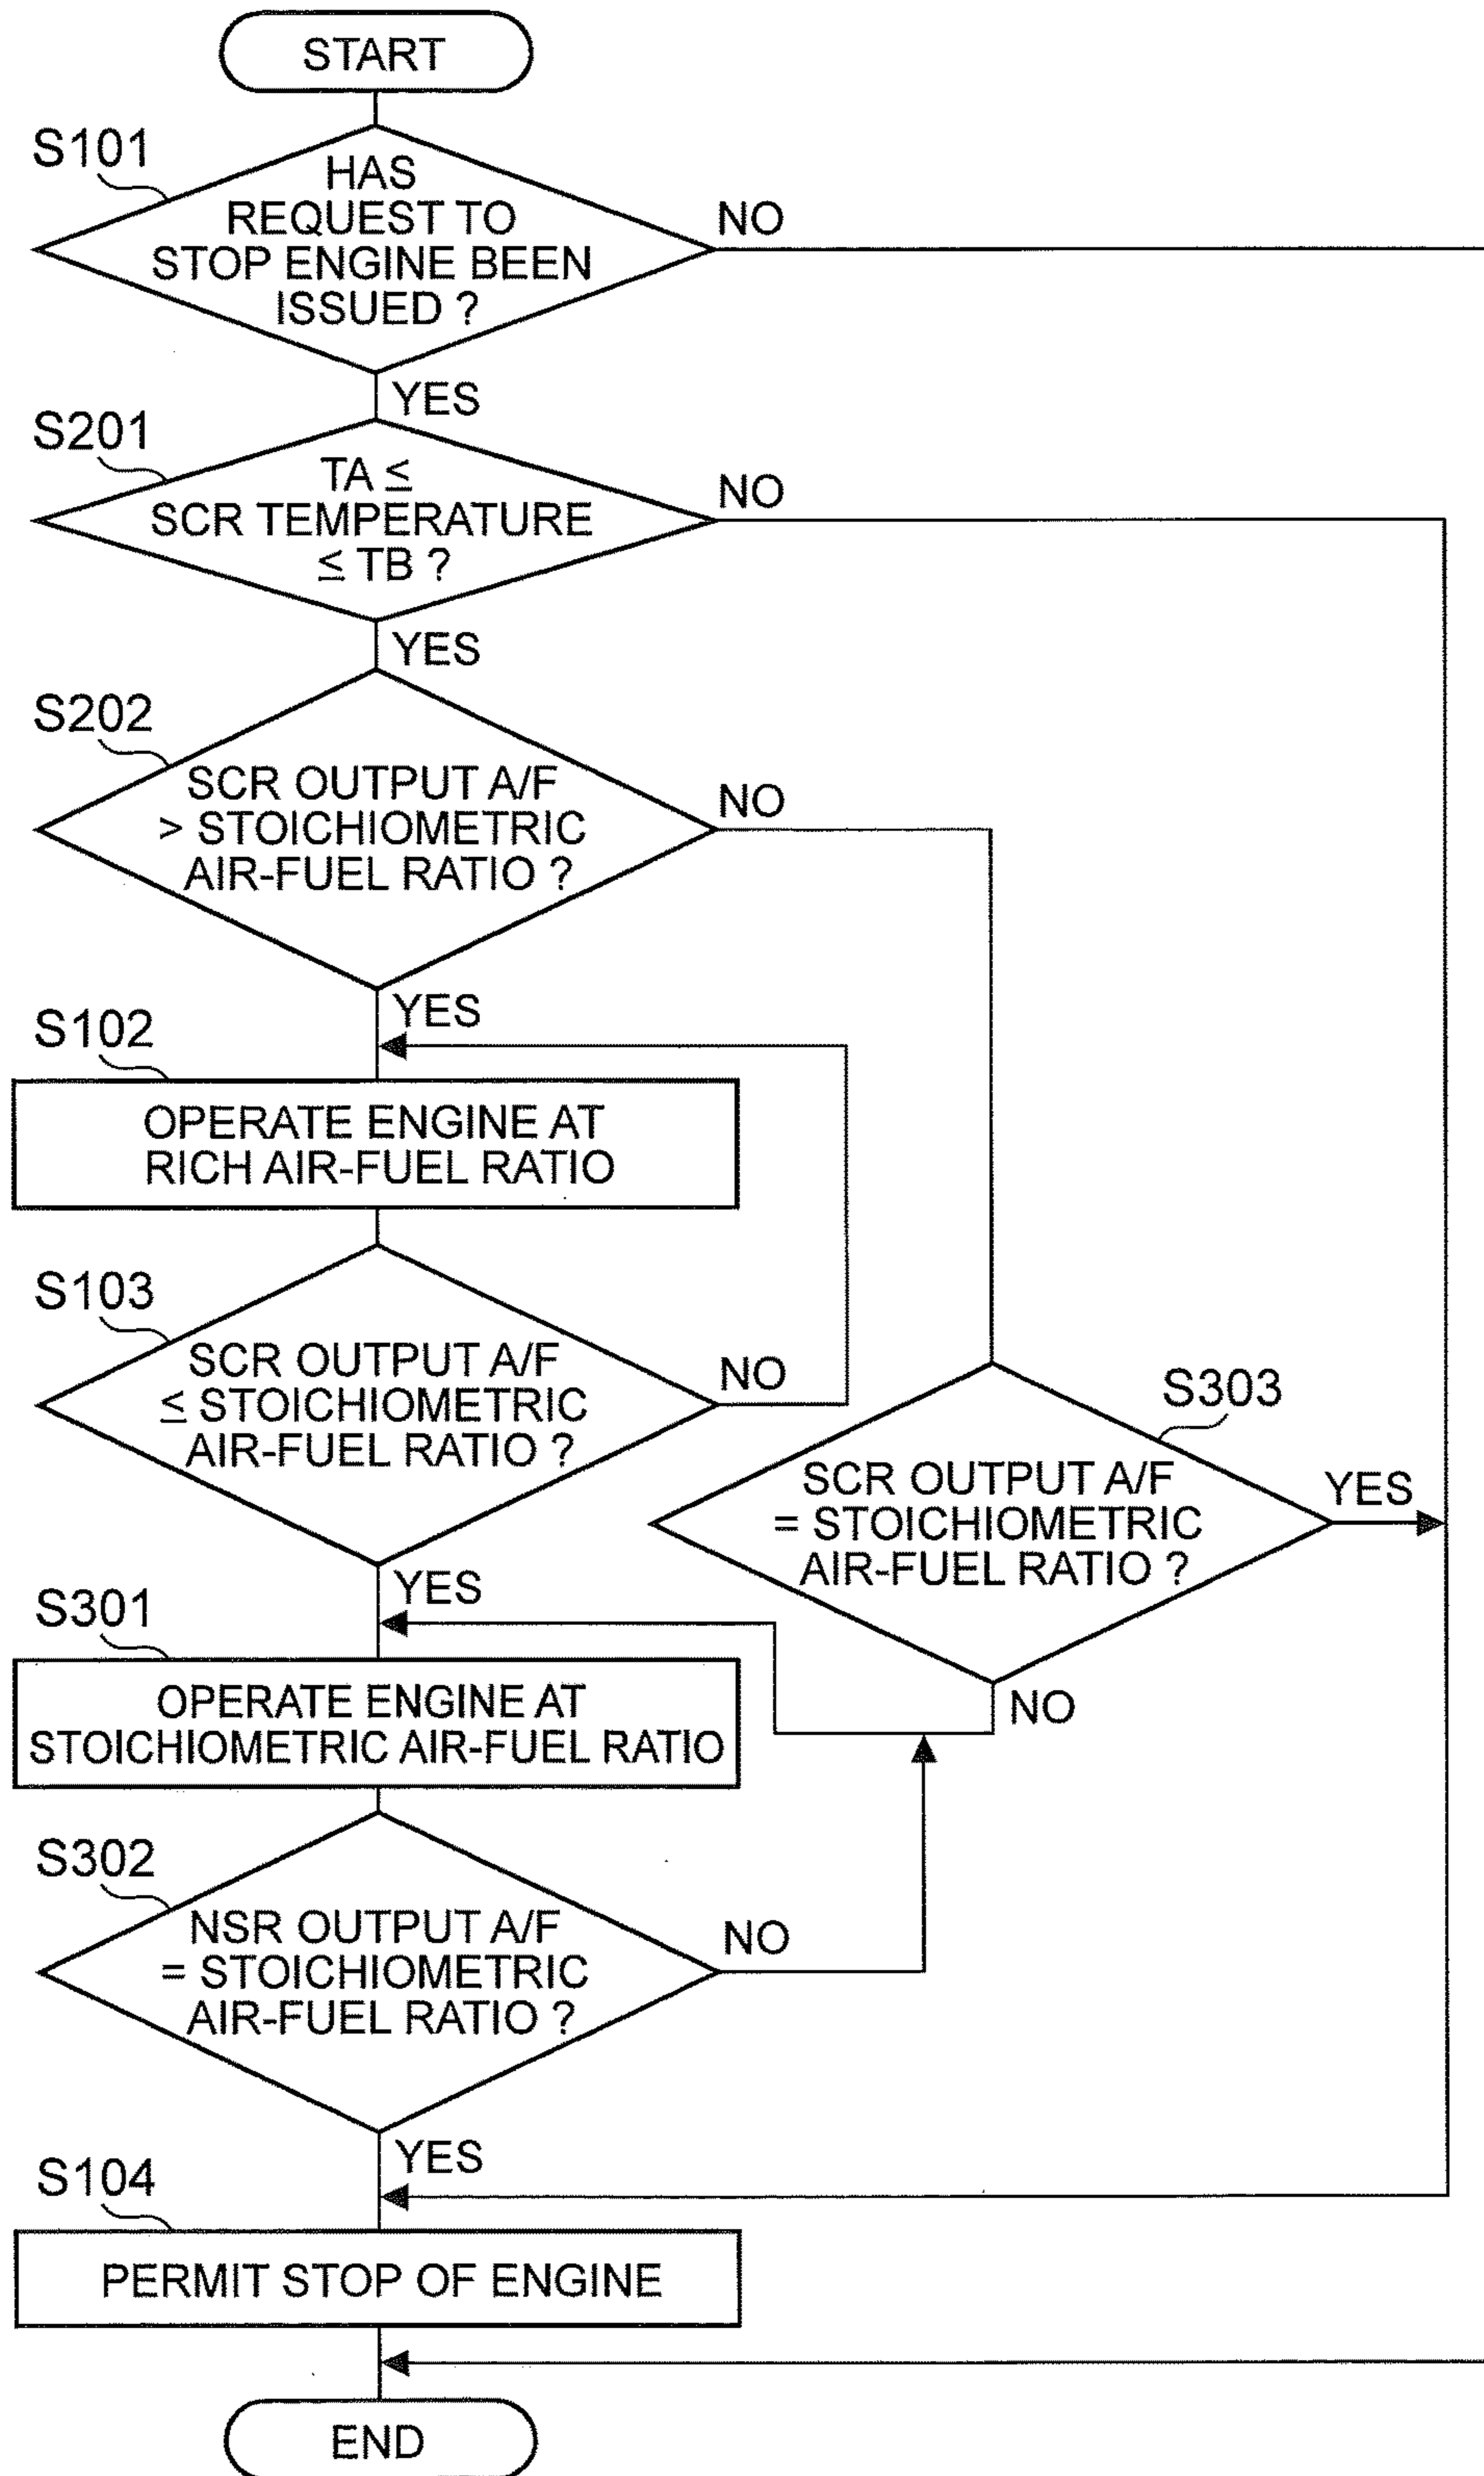 START
S101
HAS
REQUEST TO
STOP ENGINE BEEN
ISSUED ?
NO
YES
S201
TA ≤
SCR TEMPERATURE
≤ TB ?
NO
YES
S202
SCR OUTPUT A/F
> STOICHIOMETRIC
AIR-FUEL RATIO ?
NO
YES
S102
OPERATE ENGINE AT
RICH AIR-FUEL RATIO
S103
SCR OUTPUT A/F
≤ STOICHIOMETRIC
AIR-FUEL RATIO ?
NO
YES
S303
SCR OUTPUT A/F
= STOICHIOMETRIC
AIR-FUEL RATIO ?
YES
NO
S301
OPERATE ENGINE AT
STOICHIOMETRIC AIR-FUEL RATIO
S302
NSR OUTPUT A/F
= STOICHIOMETRIC
AIR-FUEL RATIO ?
NO
YES
S104
PERMIT STOP OF ENGINE
END